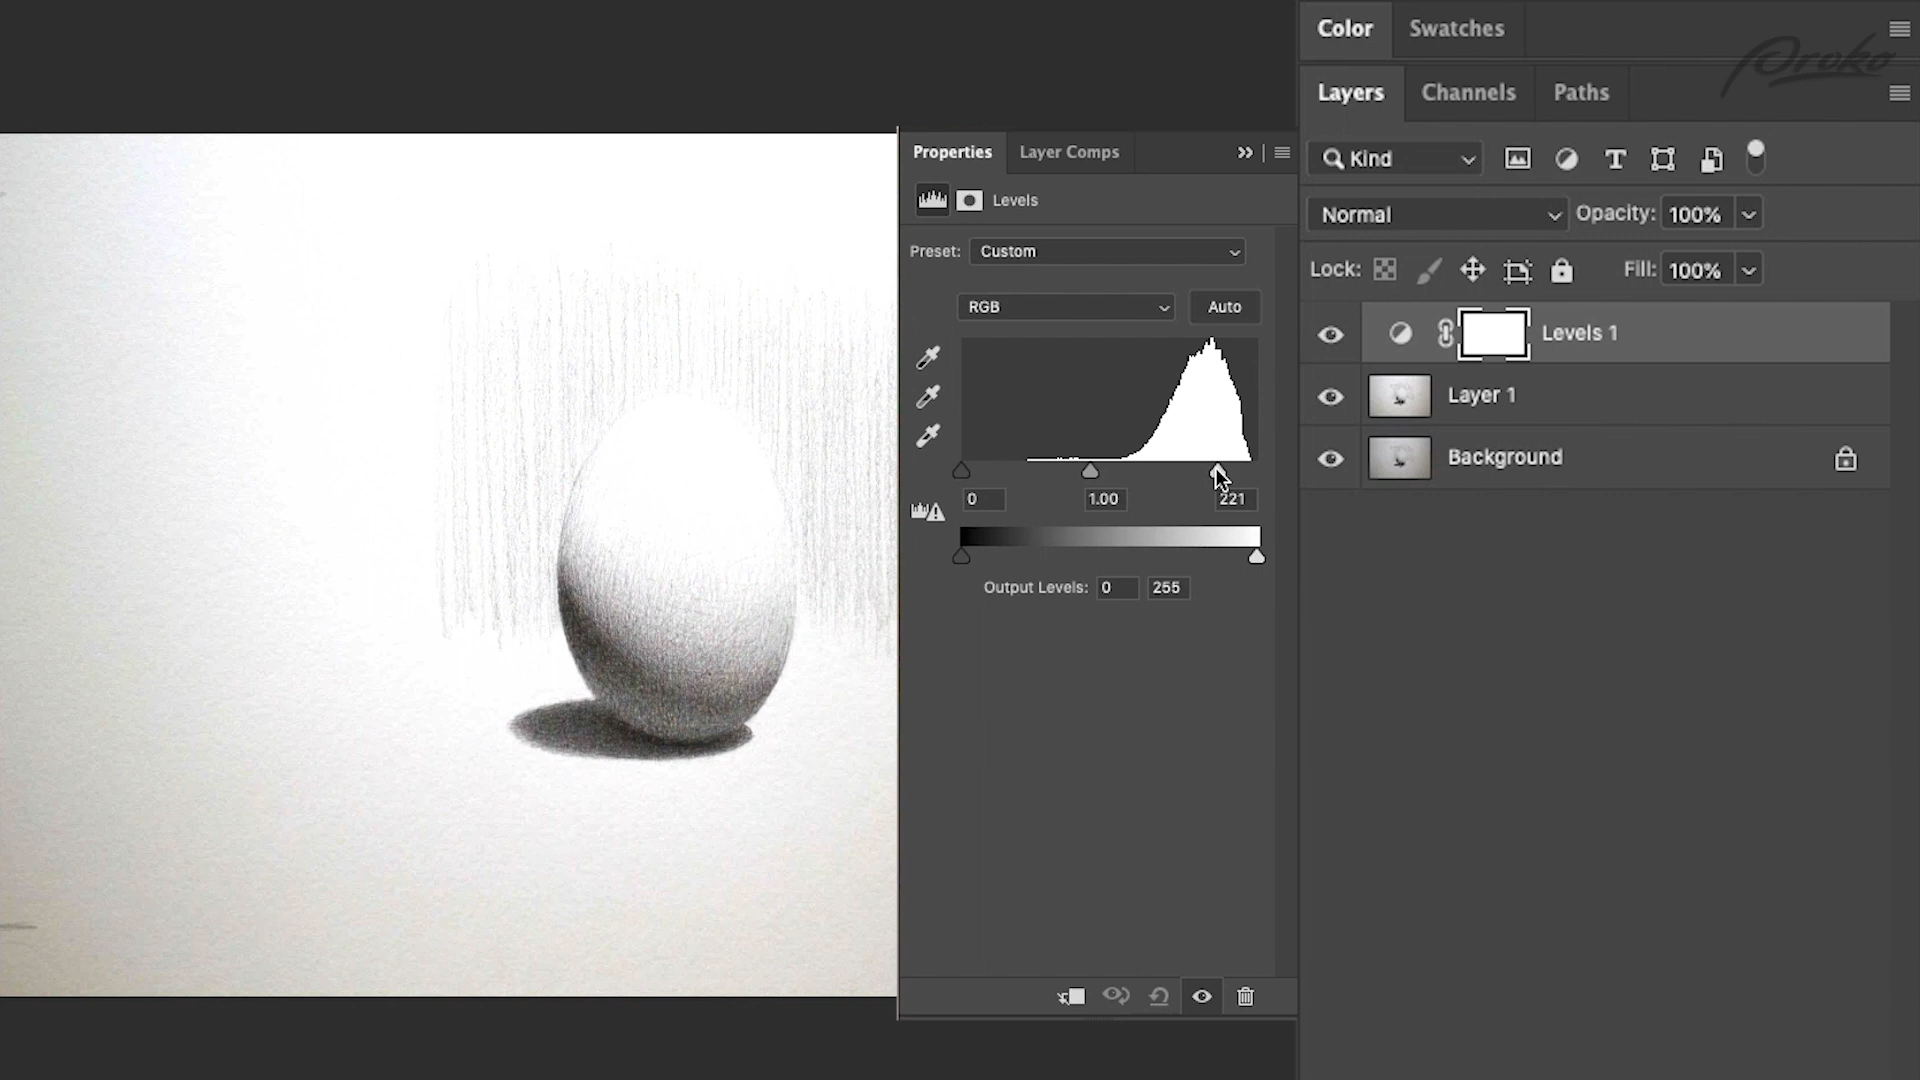 Color Swatches
Proko
Layers Channels Paths
Properties Layer Comps
Kind
Levels
Normal Opacity: 100%
Preset: Custom
Lock: Fill: 100%
RGB Auto
Levels 1
Layer 1
Background
0 1.00 221
Output Levels: 0 255